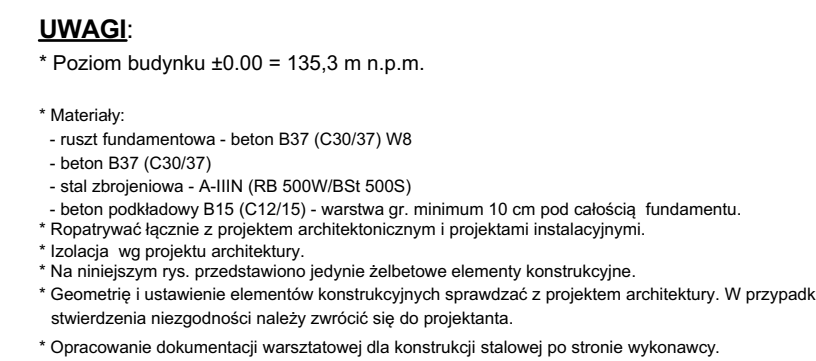 UWAGI:
* Poziom budynku ±0.00 = 135,3 m n.p.m.
* Materiały:
- ruszt fundamentowa - beton B37 (C30/37) W8
- beton B37 (C30/37)
- stal zbrojeniowa - A-IIIN (RB 500W/BSt 500S)
- beton podkładowy B15 (C12/15) - warstwa gr. minimum 10 cm pod całością fundamentu.
* Ropatrywać łącznie z projektem architektonicznym i projektami instalacyjnymi.
* Izolacja wg projektu architektury.
* Na niniejszym rys. przedstawiono jedynie żelbetowe elementy konstrukcyjne.
* Geometrię i ustawienie elementów konstrukcyjnych sprawdzać z projektem architektury. W przypadk
stwierdzenia niezgodności należy zwrócić się do projektanta.
* Opracowanie dokumentacji warsztatowej dla konstrukcji stalowej po stronie wykonawcy.